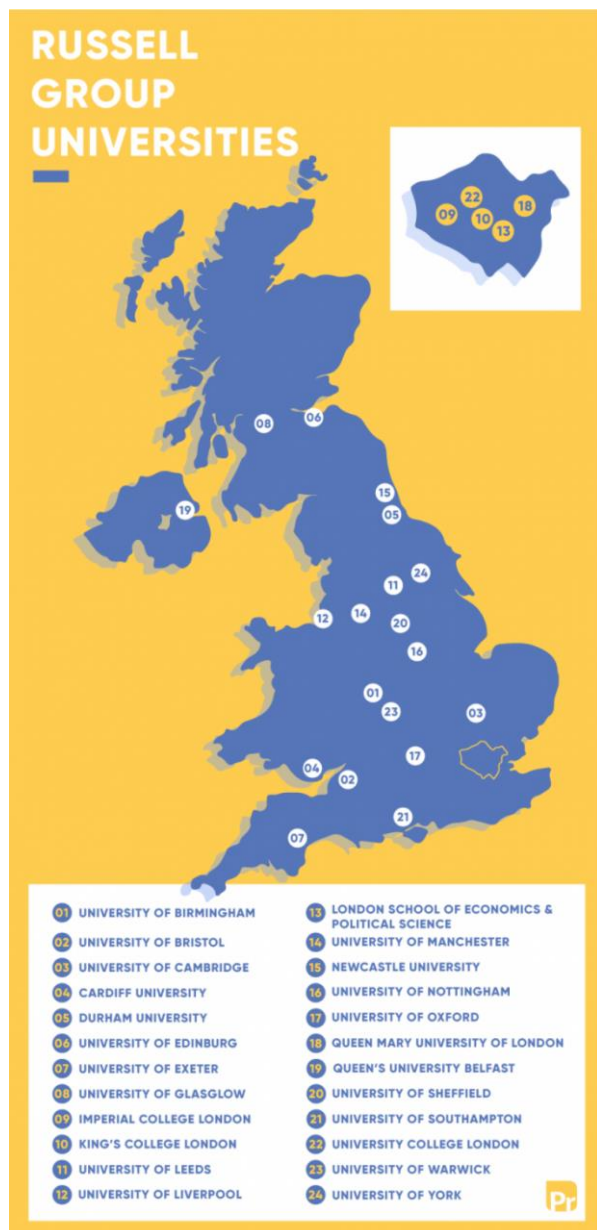 RUSSELL
GROUP
UNIVERSITIES
22
18
09
10
13
06
08
15
19
05
24
11
14
12
20
16
01
23
03
17
04
02
21
07
01 UNIVERSITY OF BIRMINGHAM
02 UNIVERSITY OF BRISTOL
03 UNIVERSITY OF CAMBRIDGE
04 CARDIFF UNIVERSITY
05 DURHAM UNIVERSITY
06 UNIVERSITY OF EDINBURG
07 UNIVERSITY OF EXETER
08 UNIVERSITY OF GLASGLOW
09 IMPERIAL COLLEGE LONDON
10 KING'S COLLEGE LONDON
11 UNIVERSITY OF LEEDS
12 UNIVERSITY OF LIVERPOOL
13 LONDON SCHOOL OF ECONOMICS &
POLITICAL SCIENCE
14 UNIVERSITY OF MANCHESTER
15 NEWCASTLE UNIVERSITY
16 UNIVERSITY OF NOTTINGHAM
17 UNIVERSITY OF OXFORD
18 QUEEN MARY UNIVERSITY OF LONDON
19 QUEEN'S UNIVERSITY BELFAST
20 UNIVERSITY OF SHEFFIELD
21 UNIVERSITY OF SOUTHAMPTON
22 UNIVERSITY COLLEGE LONDON
23 UNIVERSITY OF WARWICK
24 UNIVERSITY OF YORK
Pr